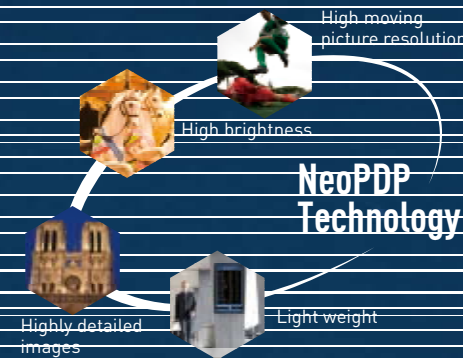 High moving
picture resolution
High brightness
NeoPDP
Technology
Light weight
Highly detailed
images